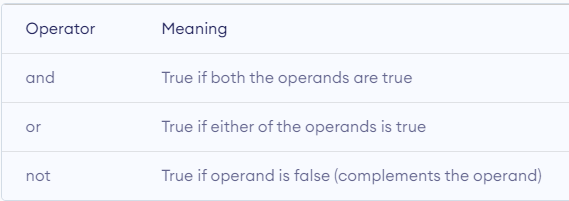 Operator Meaning
and True if both the operands are true
or True if either of the operands is true
not True if operand is false (complements the operand)